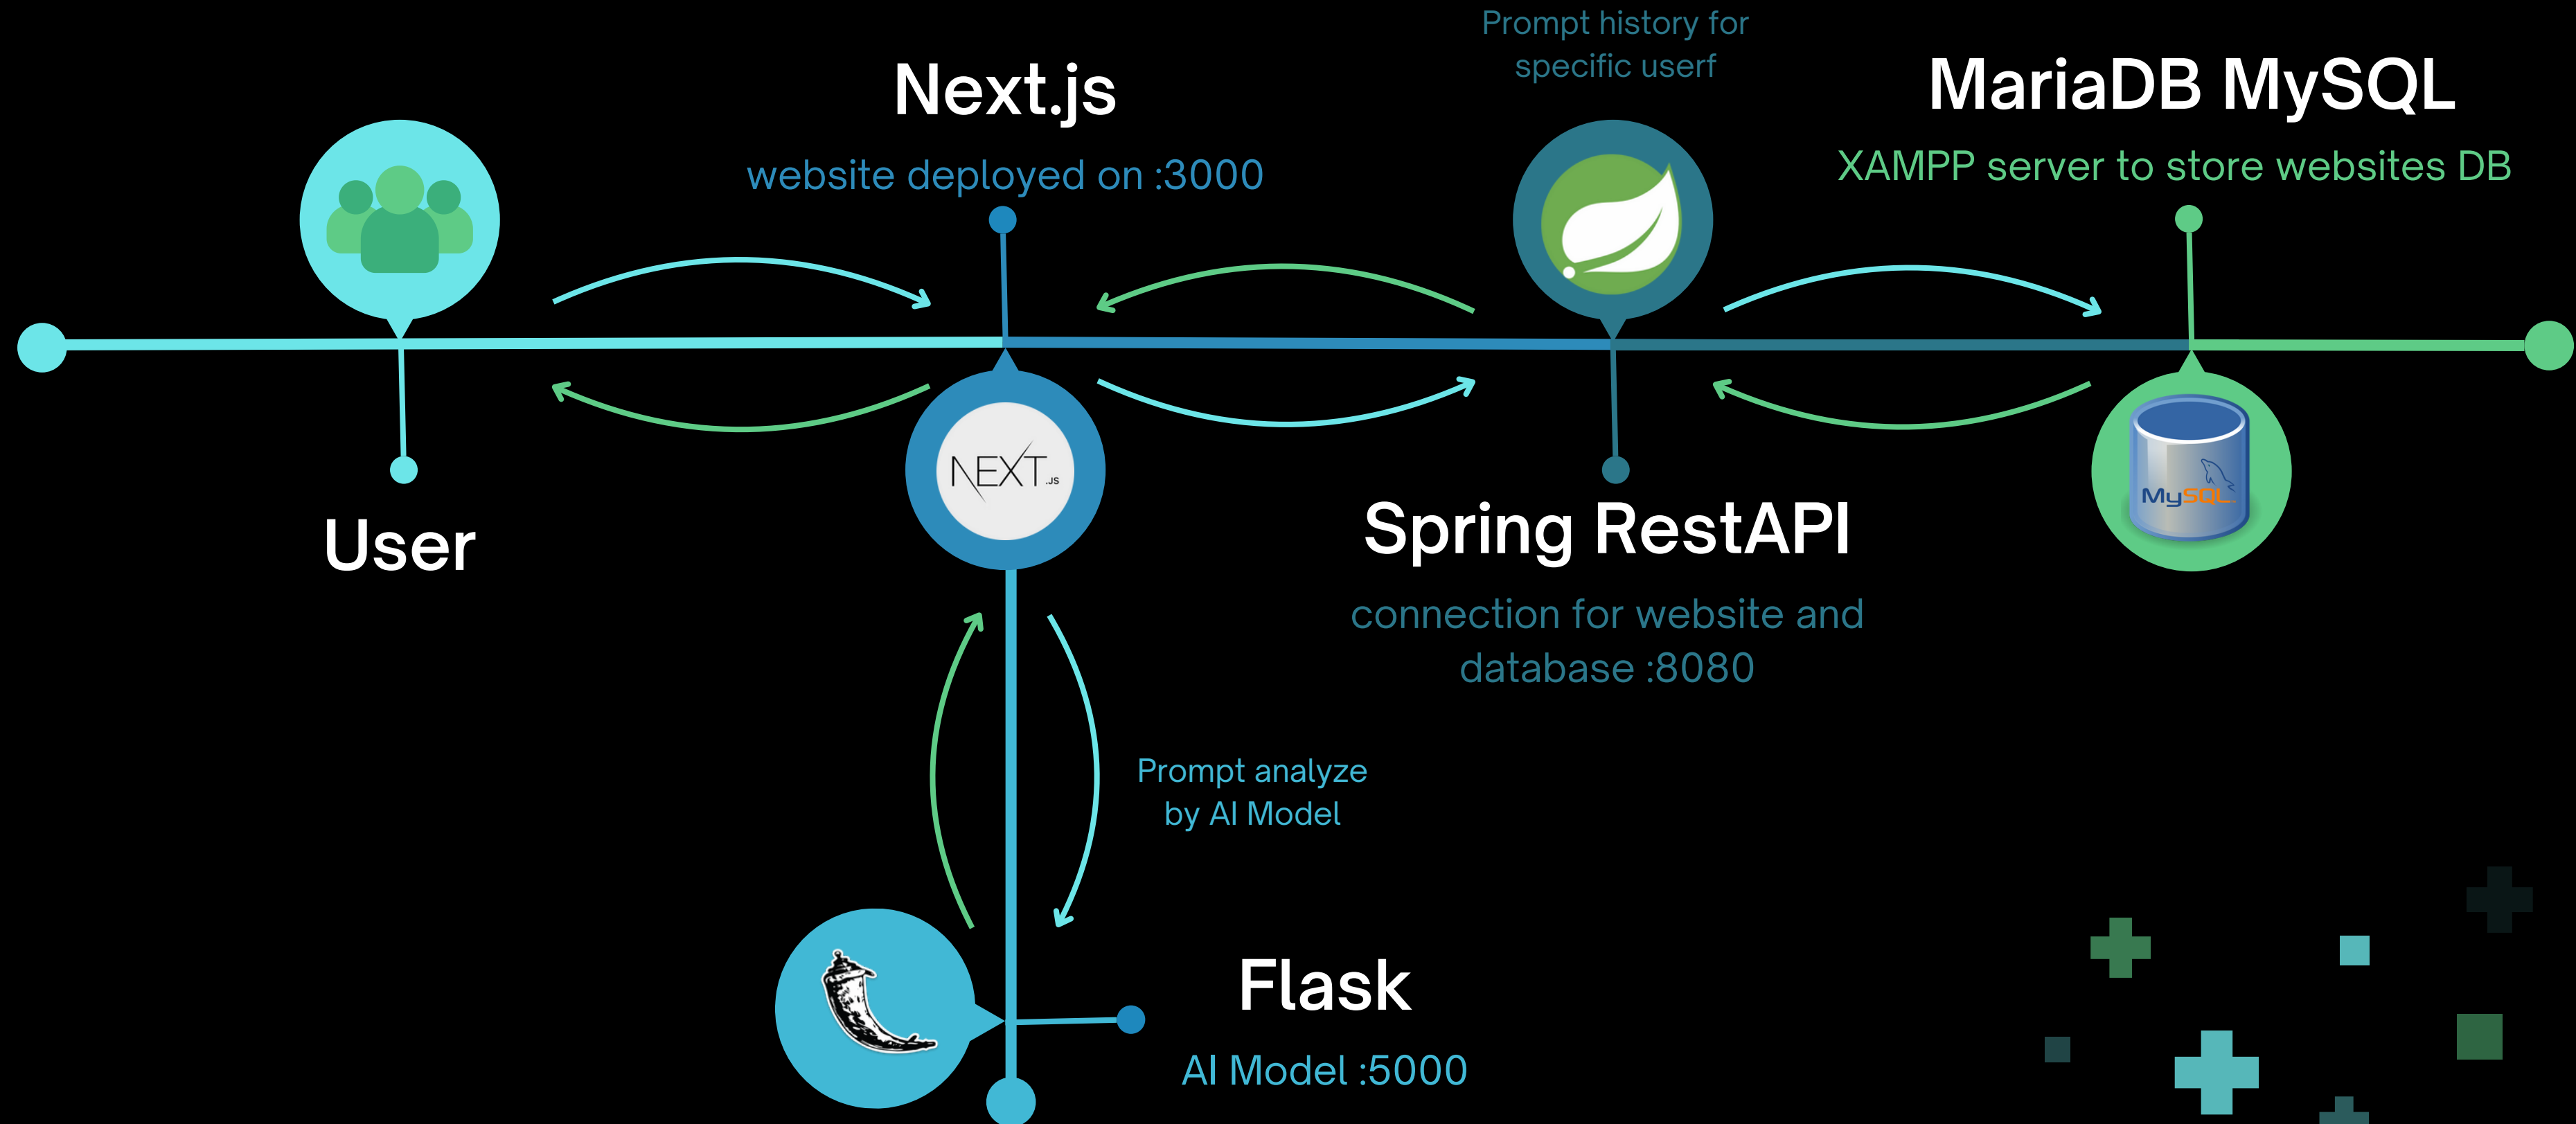 Prompt history for
specific userf
Next.js
website deployed on :3000
MariaDB MySQL
XAMPP server to store websites DB
User
NEXT.JS
MySQL
Spring RestAPI
connection for website and
database :8080
Prompt analyze
by AI Model
Flask
AI Model :5000